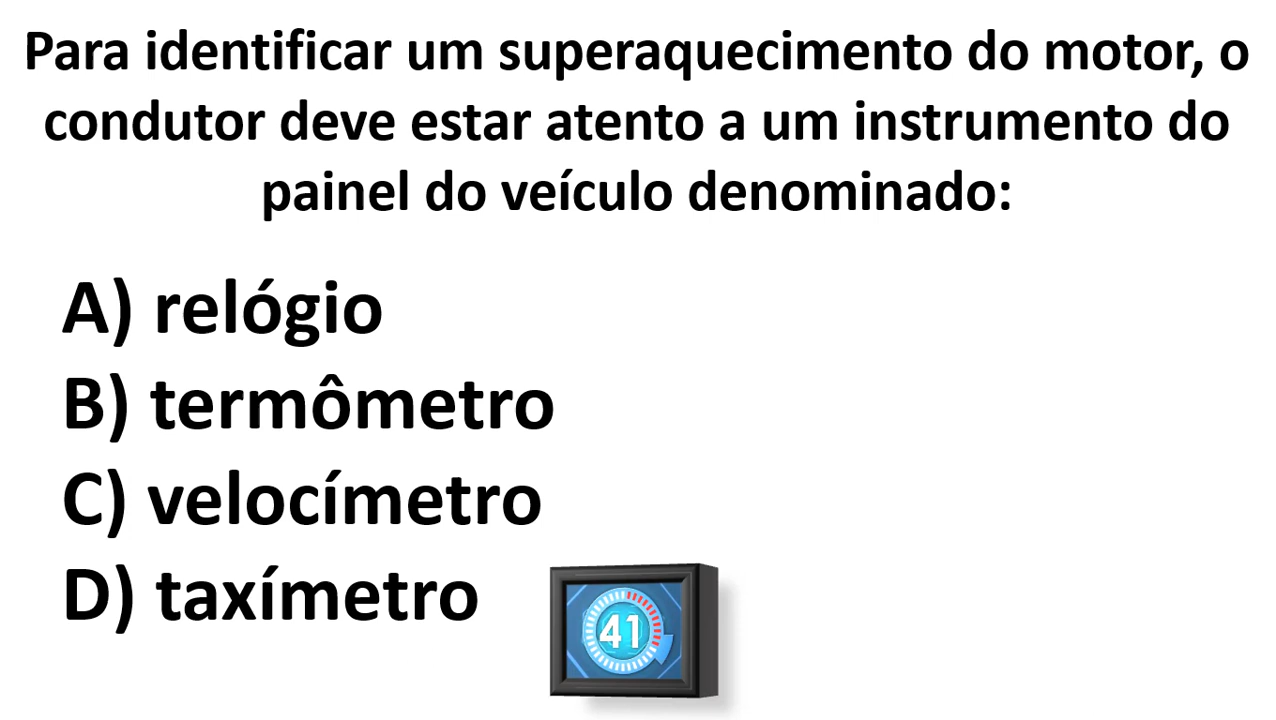 Para identificar um superaquecimento do motor, o
condutor deve estar atento a um instrumento do
painel do veículo denominado:
A) relógio
B) termômetro
C) velocímetro
D) taxímetro
41